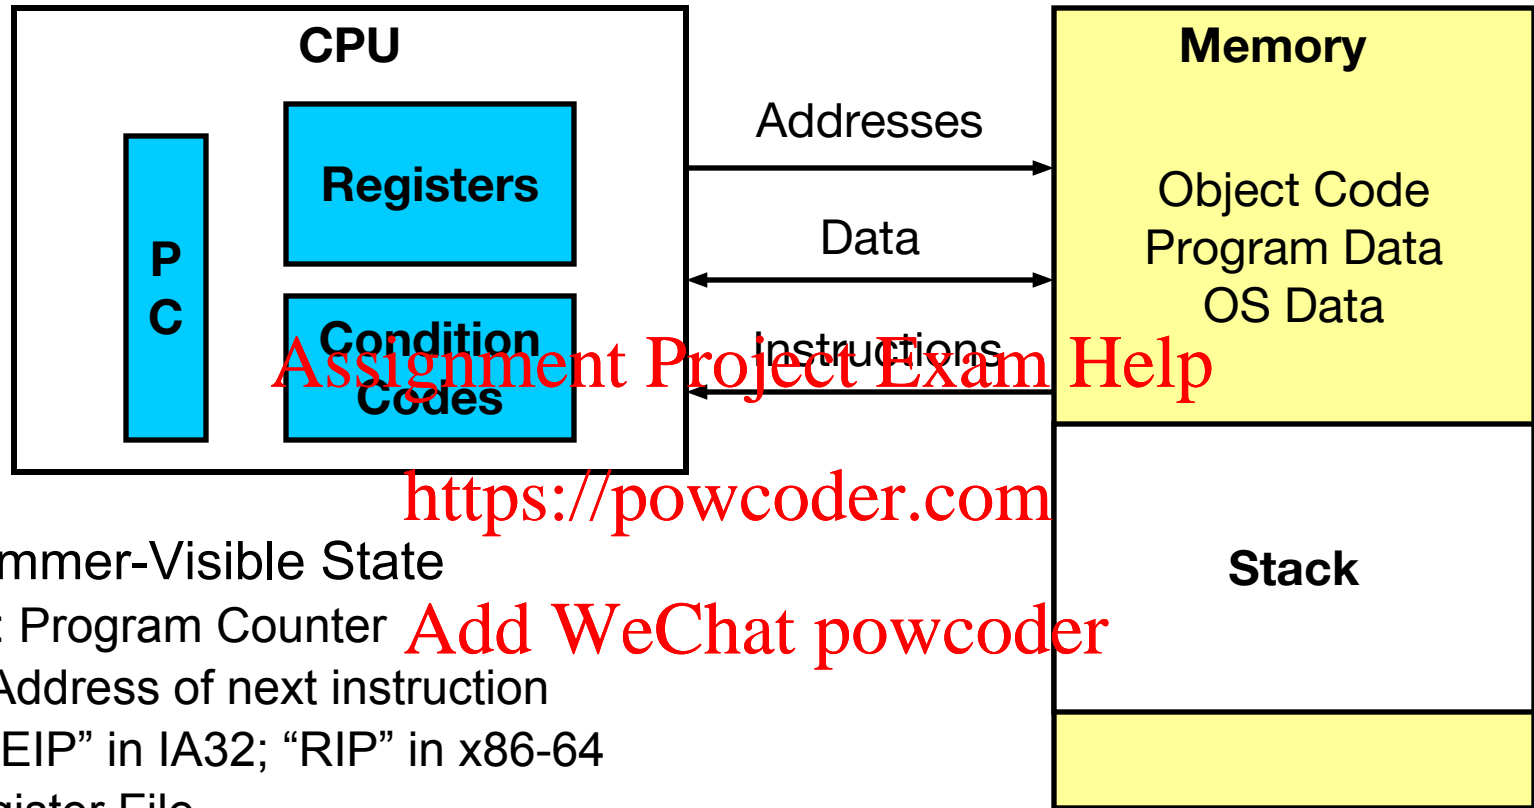 CPU
Memory
Addresses
Registers
Object Code
Data
Program Data
P
C
OS Data
Condition
Codes
Instructions
Assignment Project Exam Help
https://powcoder.com
mmer-Visible State
Stack
: Program Counter
Add WeChat powcoder
Address of next instruction
EIP” in IA32; “RIP” in x86-64
gister File